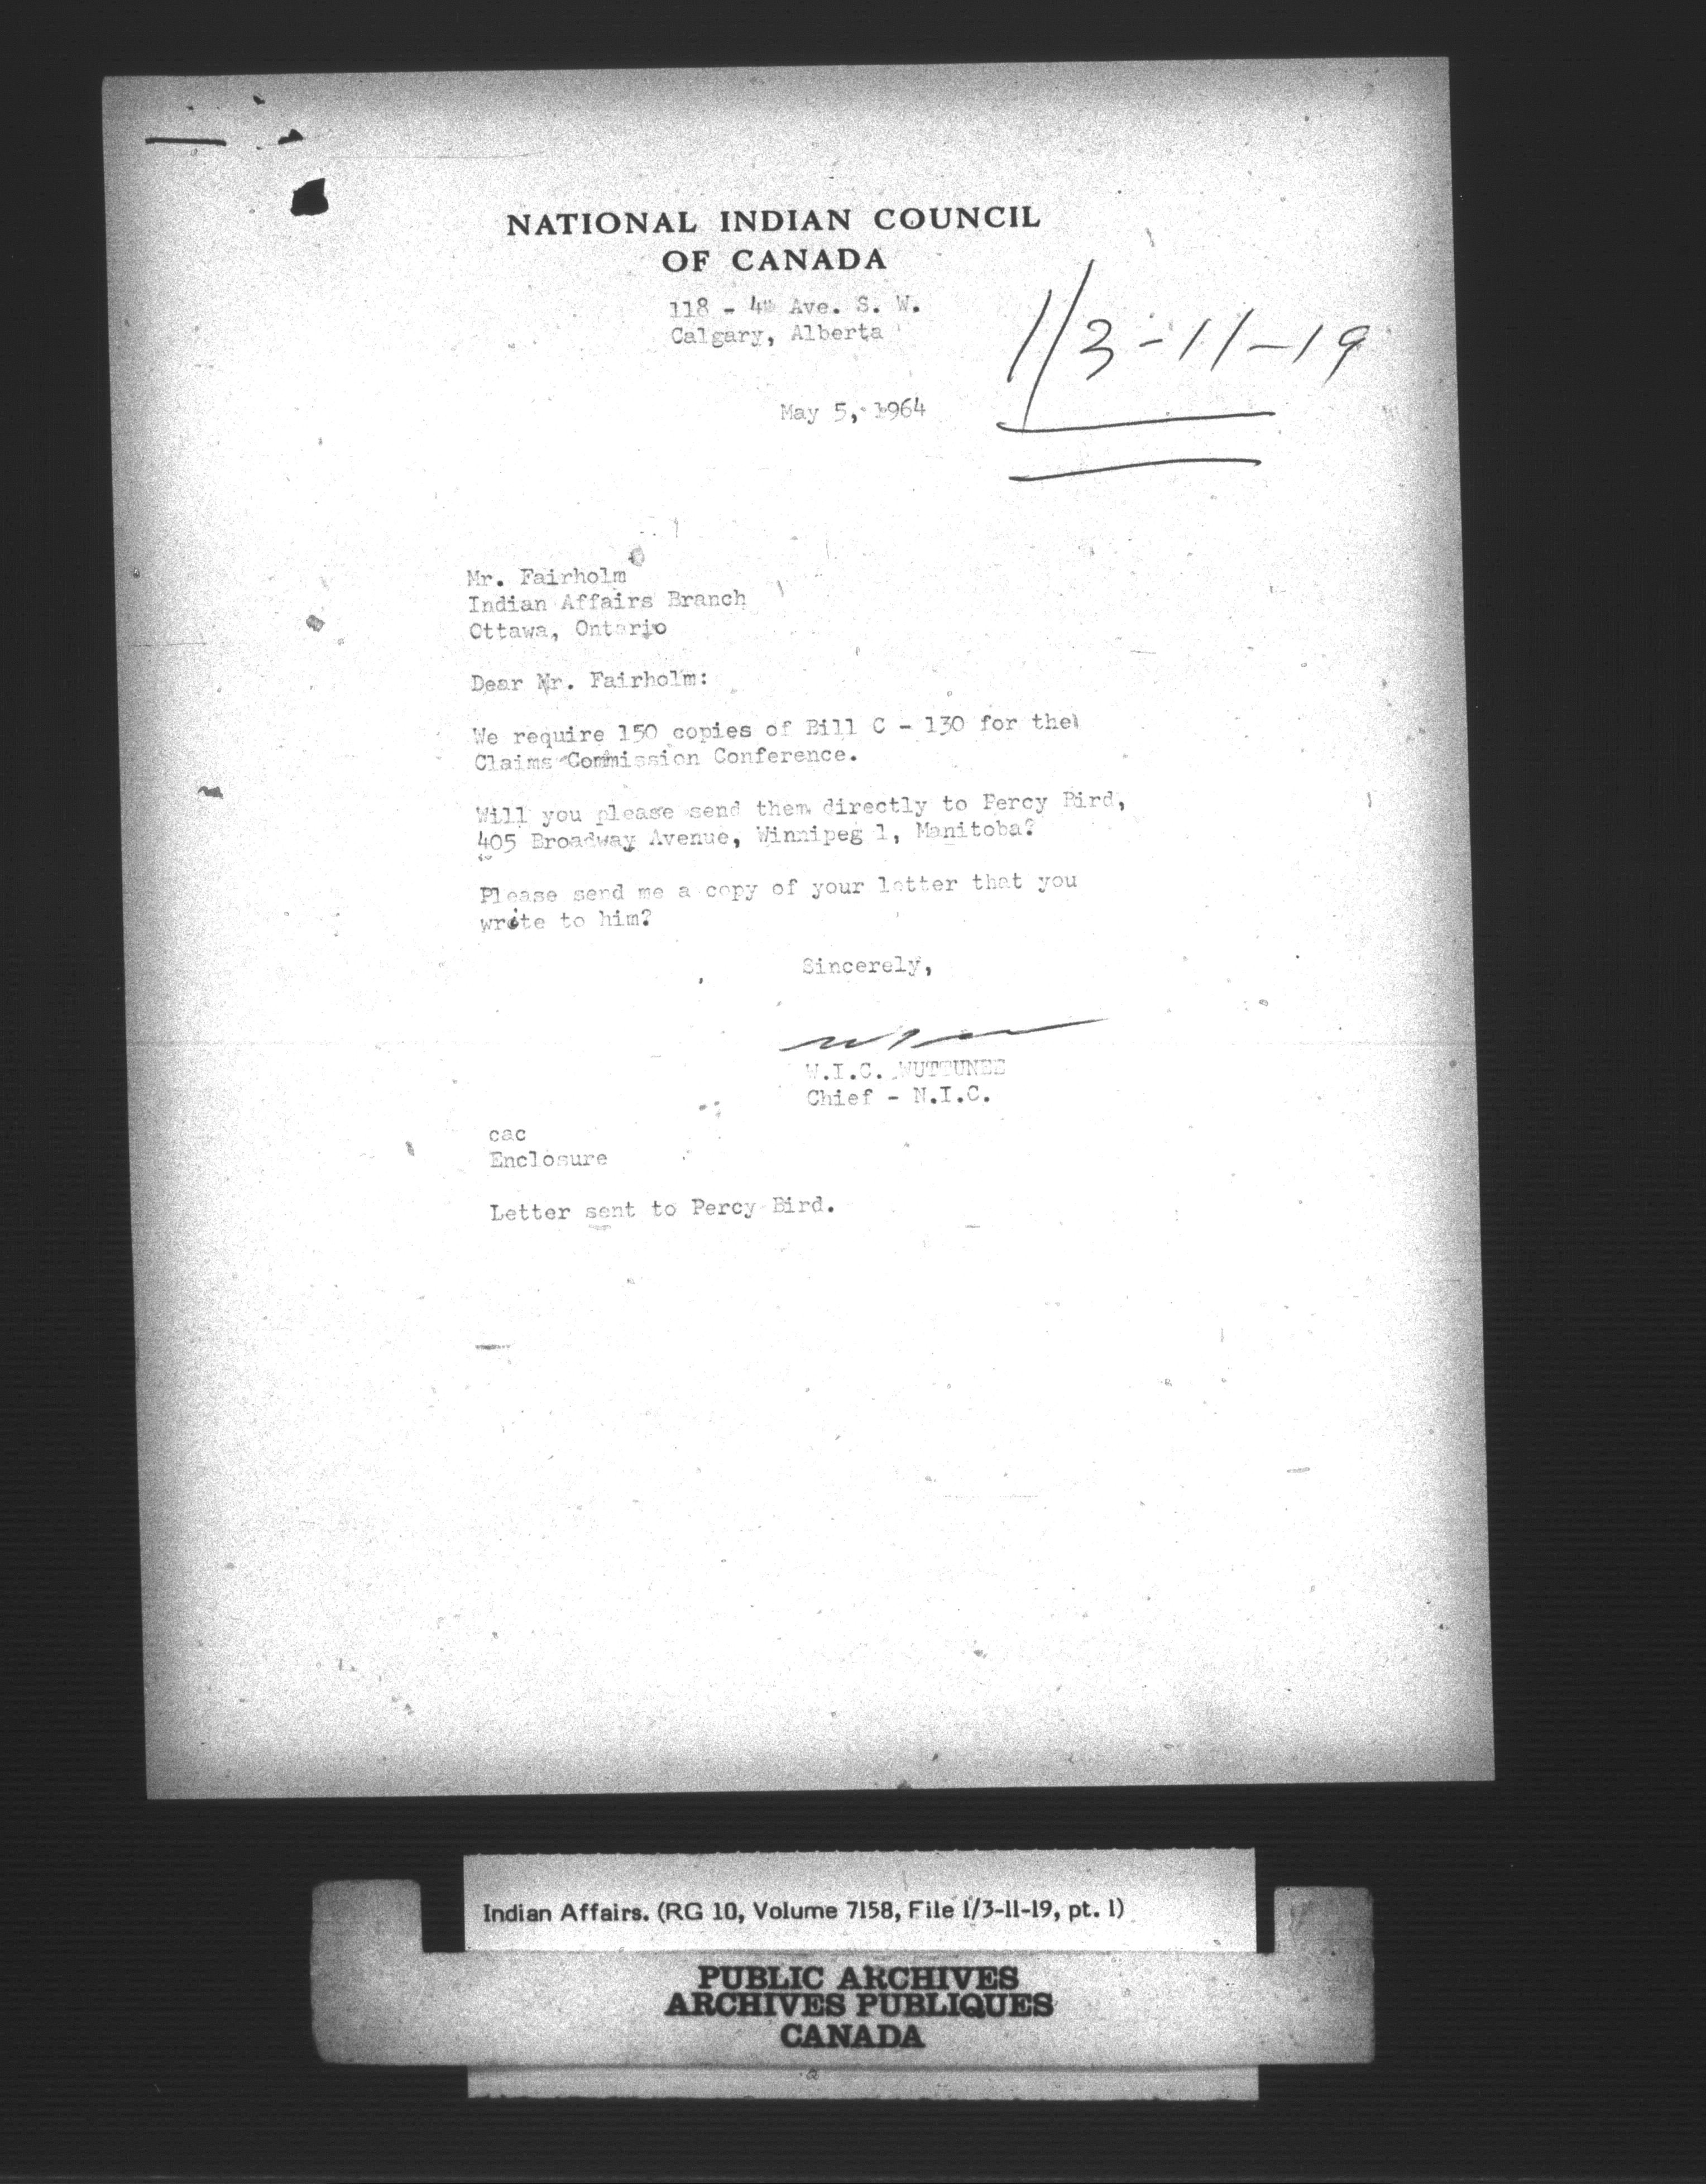 NATIONAL INDIAN COUNCIL
OF CANADA
118 - 4th Ave. S. W.
Calgary, Alberta
1/3-11-19
May 5, 1964
Mr. Fairholm
Indian Affairs Branch
Ottawa, Ontario
Dear Mr. Fairholm:
We require 150 copies of Bill C - 130 for the
Claims Commission Conference.
Will you please send them directly to Percy Bird,
405 Broadway Avenue, Winnipeg 1, Manitoba?
Please send me a copy of your letter that you
wrote to him?
Sincerely,
W.I.C. WUTTUNEE
Chief - N.I.C.
cac
Enclosure
Letter sent to Percy Bird.
Indian Affairs. (RG 10, Volume 7158, File 1/3-11-19, pt. 1)
PUBLIC ARCHIVES
ARCHIVES PUBLIQUES
CANADA